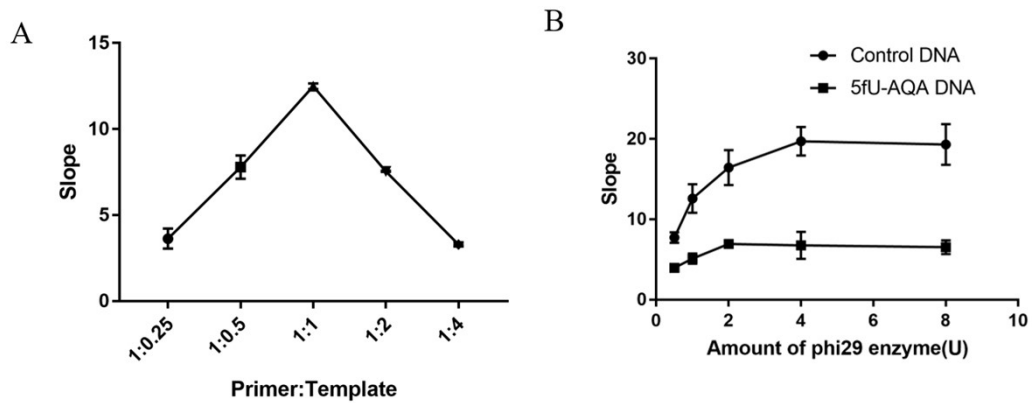 A
15
10
5
0
Slope
1:0.25
1:0.5
1:1
1:2
1:4
Primer:Template
B
Control DNA
5fU-AQA DNA
30
20
10
0
Slope
0 2 4 6 8 10
Amount of phi29 enzyme(U)